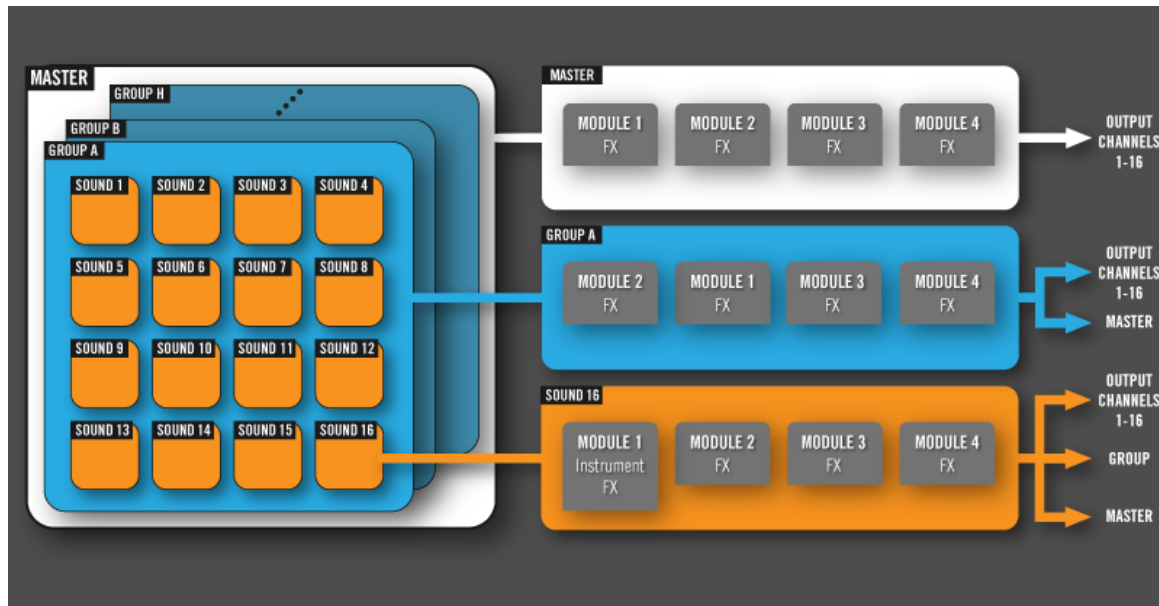 MASTER
GROUP H
GROUP B
GROUP A
SOUND 1 SOUND 2 SOUND 3 SOUND 4
SOUND 5 SOUND 6 SOUND 7 SOUND 8
SOUND 9 SOUND 10 SOUND 11 SOUND 12
SOUND 13 SOUND 14 SOUND 15 SOUND 16
MASTER
MODULE 1 MODULE 2 MODULE 3 MODULE 4
FX FX FX FX
OUTPUT
CHANNELS
1-16
GROUP A
MODULE 2 MODULE 1 MODULE 3 MODULE 4
FX FX FX FX
OUTPUT
CHANNELS
1-16
MASTER
SOUND 16
MODULE 1 MODULE 2 MODULE 3 MODULE 4
Instrument FX FX FX
FX
OUTPUT
CHANNELS
1-16
GROUP
MASTER